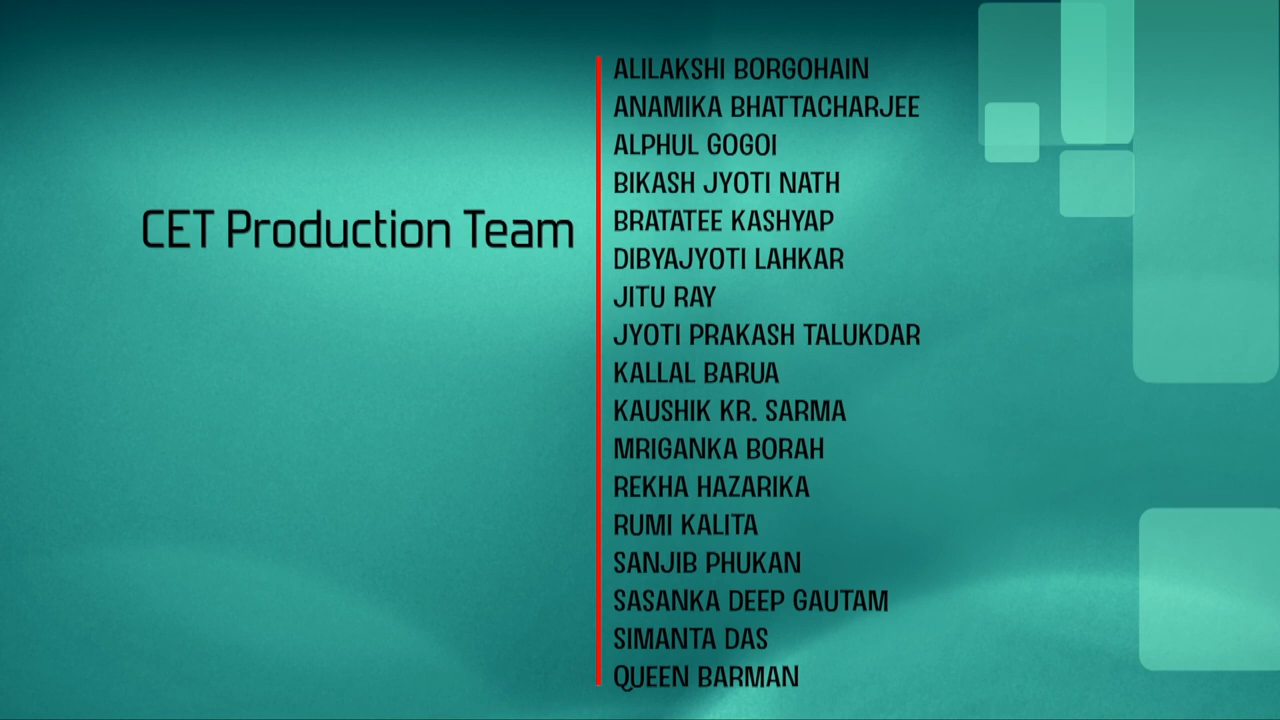 CET Production Team
ALILAKSHI BORGOHAIN
ANAMIKA BHATTACHARJEE
ALPHUL GOGOI
BIKASH JYOTI NATH
BRATATEE KASHYAP
DIBYAJYOTI LAHKAR
JITU RAY
JYOTI PRAKASH TALUKDAR
KALLAL BARUA
KAUSHIK KR. SARMA
MRIGANKA BORAH
REKHA HAZARIKA
RUMI KALITA
SANJIB PHUKAN
SASANKA DEEP GAUTAM
SIMANTA DAS
QUEEN BARMAN